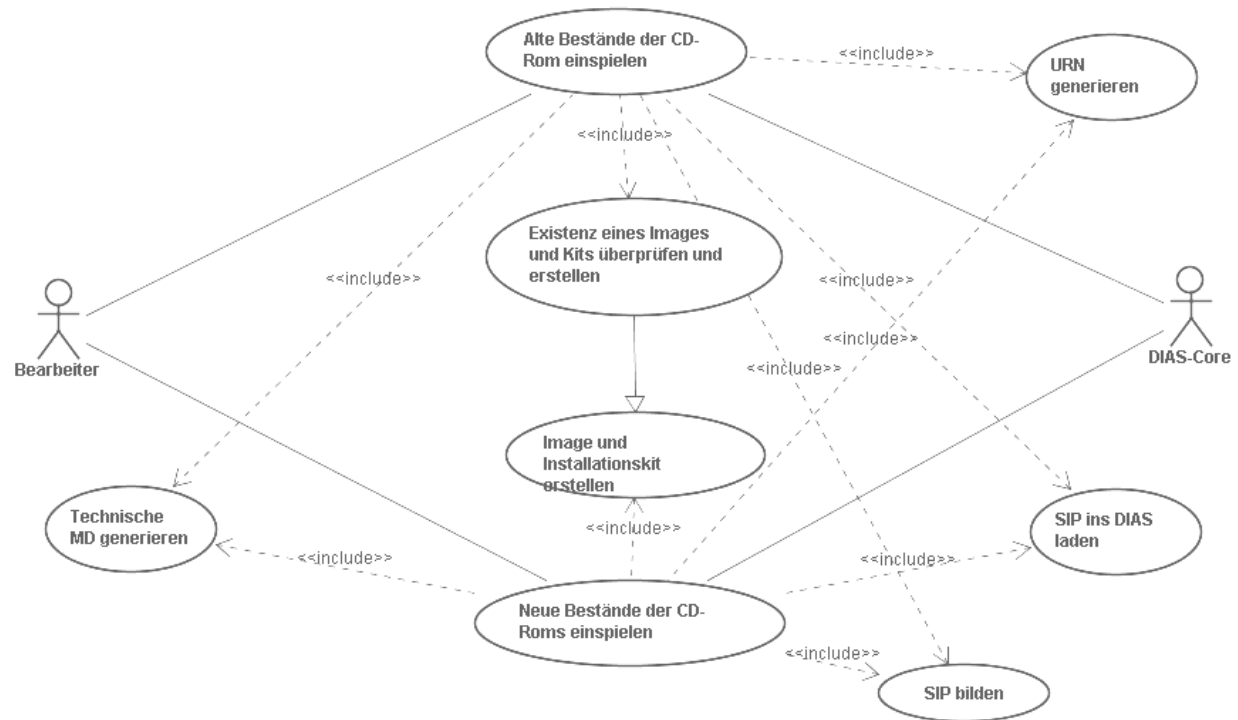 Alte Bestände der CD-
Rom einspielen
<<include>>
URN
generieren
<<include>>
Existenz eines Images
und Kits überprüfen und
erstellen
<<include>>
<<include>>
<<include>>
<<include>>
Bearbeiter
DIAS-Core
Image und
Installationskit
erstellen
Technische
MD generieren
<<include>>
SIP ins DIAS
laden
<<include>>
<<include>>
Neue Bestände der CD-
Roms einspielen
<<include>>
SIP bilden